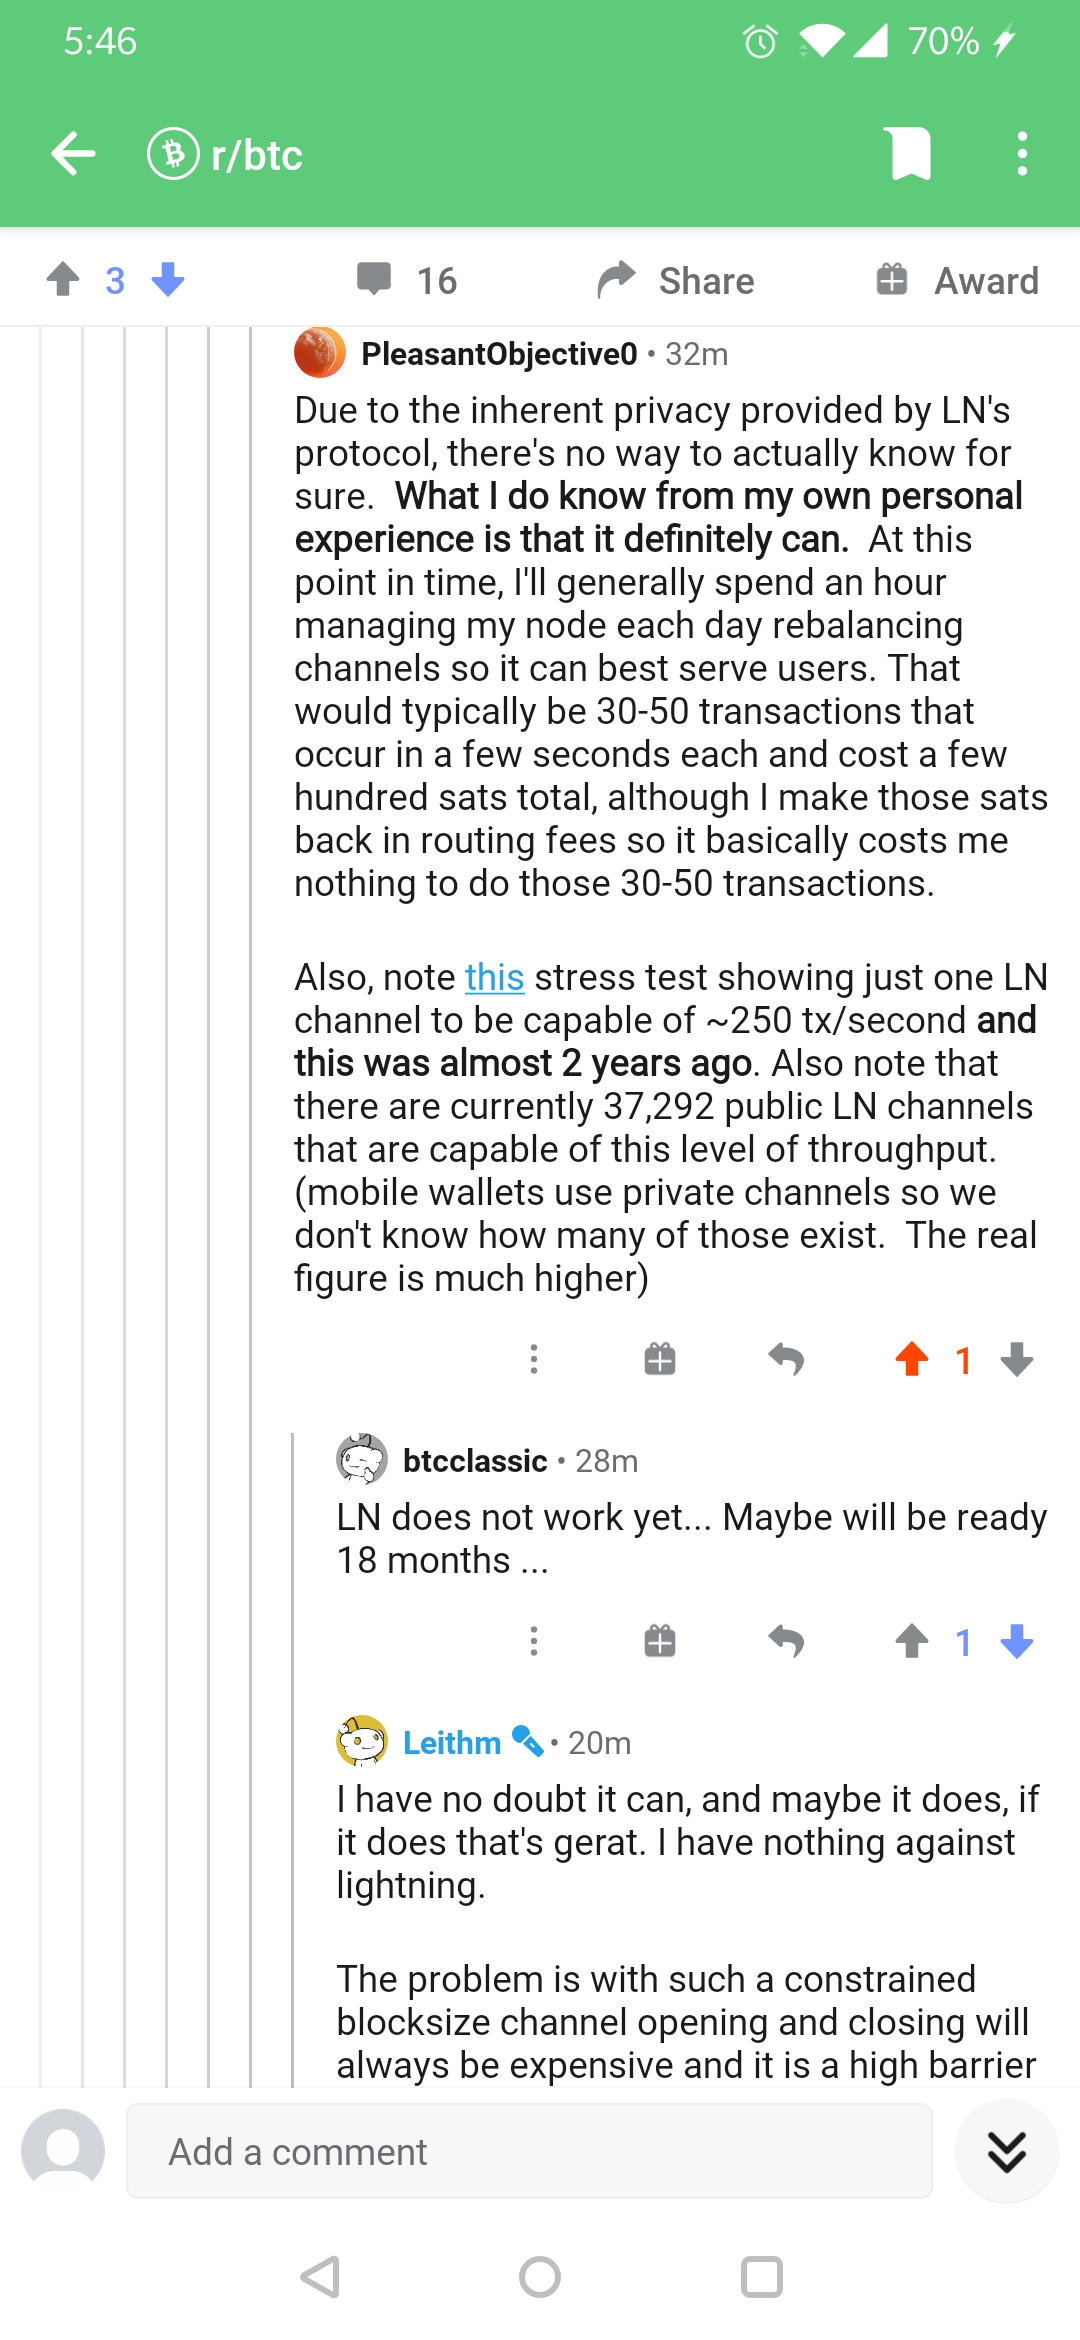 5:46
70%
r/btc
3
16
Share
Award
PleasantObjective0 • 32m
Due to the inherent privacy provided by LN's
protocol, there's no way to actually know for
sure.  What I do know from my own personal
experience is that it definitely can.  At this
point in time, I'll generally spend an hour
managing my node each day rebalancing
channels so it can best serve users. That
would typically be 30-50 transactions that
occur in a few seconds each and cost a few
hundred sats total, although I make those sats
back in routing fees so it basically costs me
nothing to do those 30-50 transactions.
Also, note this stress test showing just one LN
channel to be capable of ~250 tx/second and
this was almost 2 years ago. Also note that
there are currently 37,292 public LN channels
that are capable of this level of throughput.
(mobile wallets use private channels so we
don't know how many of those exist.  The real
figure is much higher)
1
btcclassic • 28m
LN does not work yet... Maybe will be ready
18 months ...
1
Leithm • 20m
I have no doubt it can, and maybe it does, if
it does that's gerat. I have nothing against
lightning.
The problem is with such a constrained
blocksize channel opening and closing will
always be expensive and it is a high barrier
Add a comment